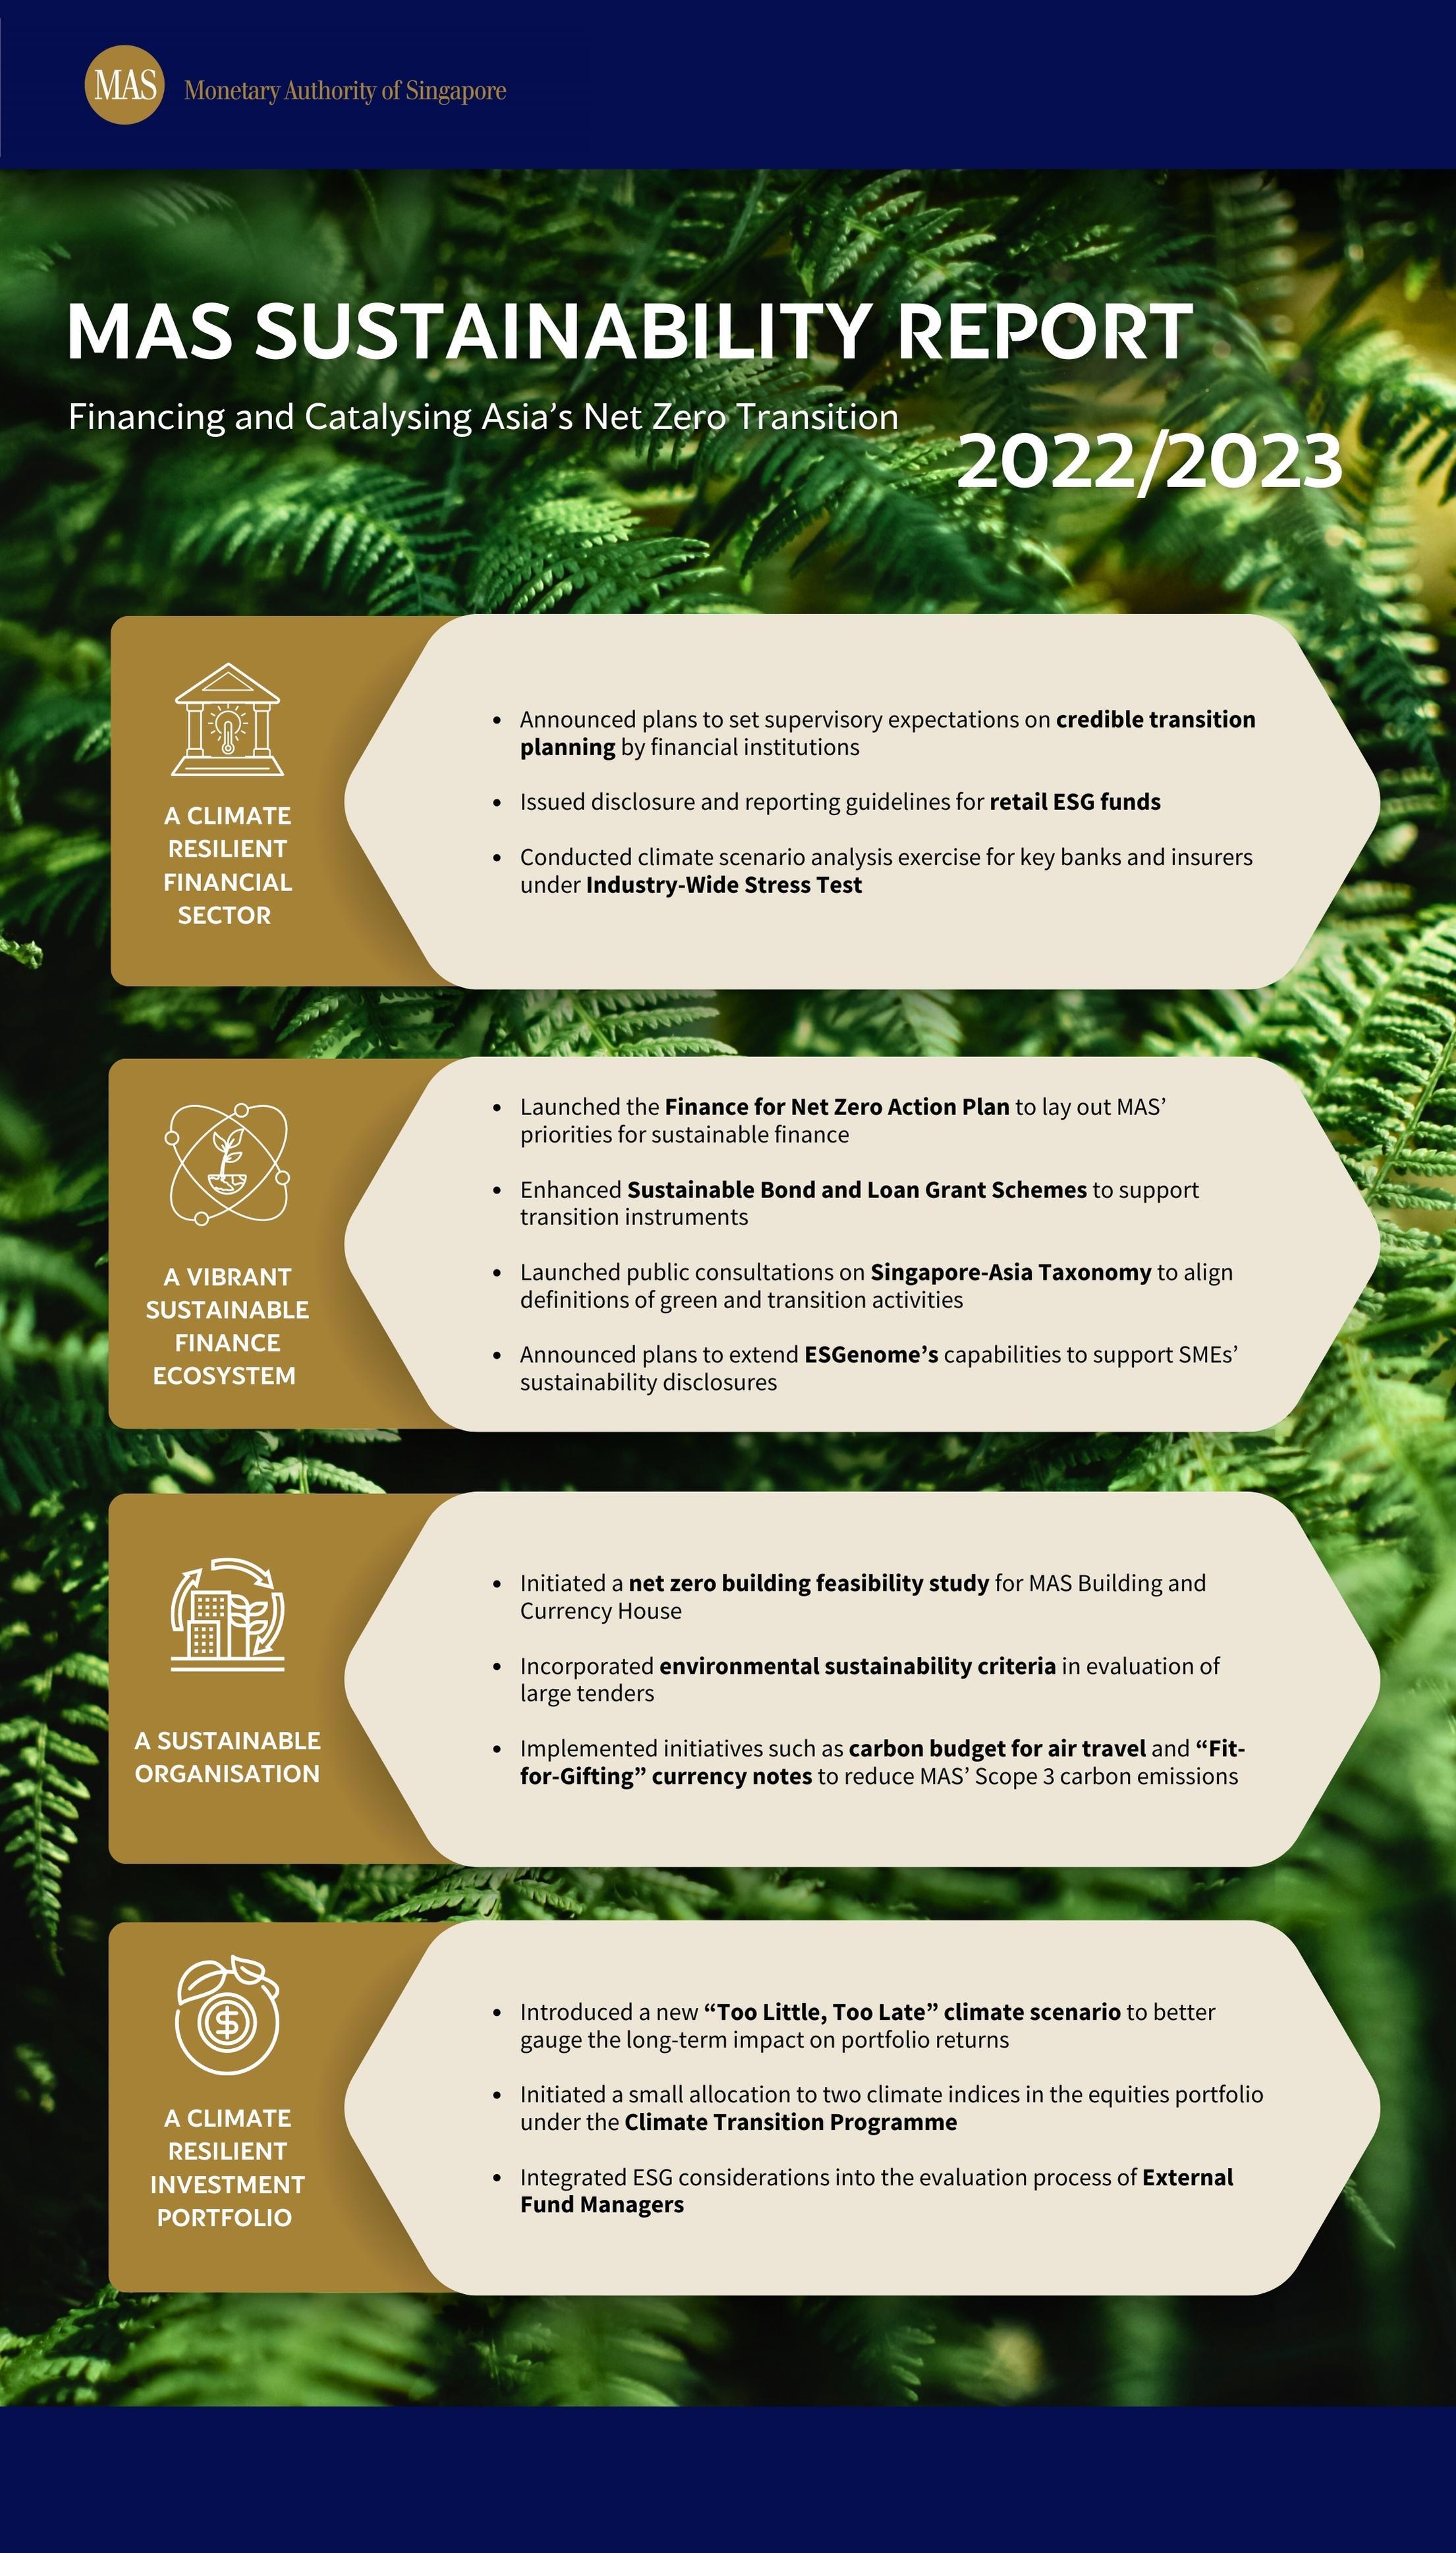 MAS
Monetary Authority of Singapore
MAS SUSTAINABILITY REPORT
Financing and Catalysing Asia’s Net Zero Transition
2022/2023
A CLIMATE
RESILIENT
FINANCIAL
SECTOR
• Announced plans to set supervisory expectations on credible transition
planning by financial institutions
• Issued disclosure and reporting guidelines for retail ESG funds
• Conducted climate scenario analysis exercise for key banks and insurers
under Industry-Wide Stress Test
A VIBRANT
SUSTAINABLE
FINANCE
ECOSYSTEM
• Launched the Finance for Net Zero Action Plan to lay out MAS’
priorities for sustainable finance
• Enhanced Sustainable Bond and Loan Grant Schemes to support
transition instruments
• Launched public consultations on Singapore-Asia Taxonomy to align
definitions of green and transition activities
• Announced plans to extend ESGenome’s capabilities to support SMEs’
sustainability disclosures
A SUSTAINABLE
ORGANISATION
• Initiated a net zero building feasibility study for MAS Building and
Currency House
• Incorporated environmental sustainability criteria in evaluation of
large tenders
• Implemented initiatives such as carbon budget for air travel and “Fit-
for-Gifting” currency notes to reduce MAS’ Scope 3 carbon emissions
$
A CLIMATE
RESILIENT
INVESTMENT
PORTFOLIO
• Introduced a new “Too Little, Too Late” climate scenario to better
gauge the long-term impact on portfolio returns
• Initiated a small allocation to two climate indices in the equities portfolio
under the Climate Transition Programme
• Integrated ESG considerations into the evaluation process of External
Fund Managers